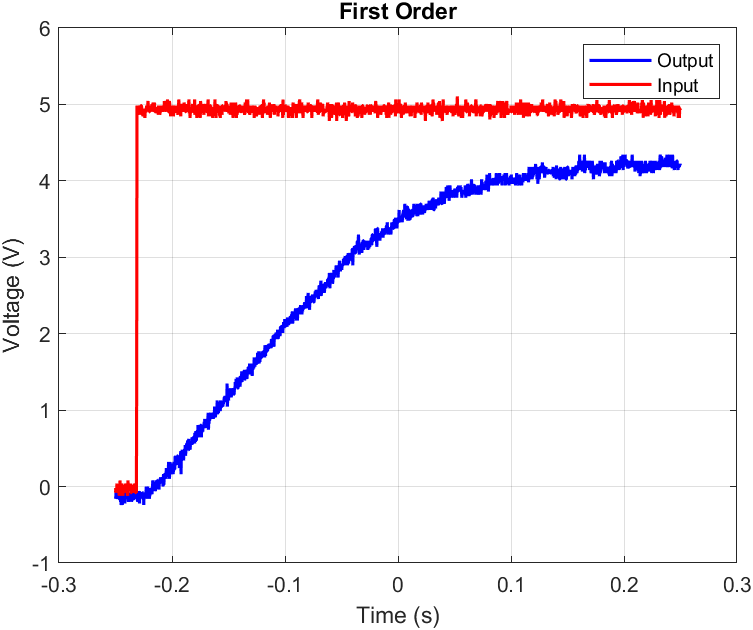 First Order
6
5
4
3
2
1
0
-1
Voltage (V)
Output
Input
-0.3 -0.2 -0.1 0 0.1 0.2 0.3
Time (s)